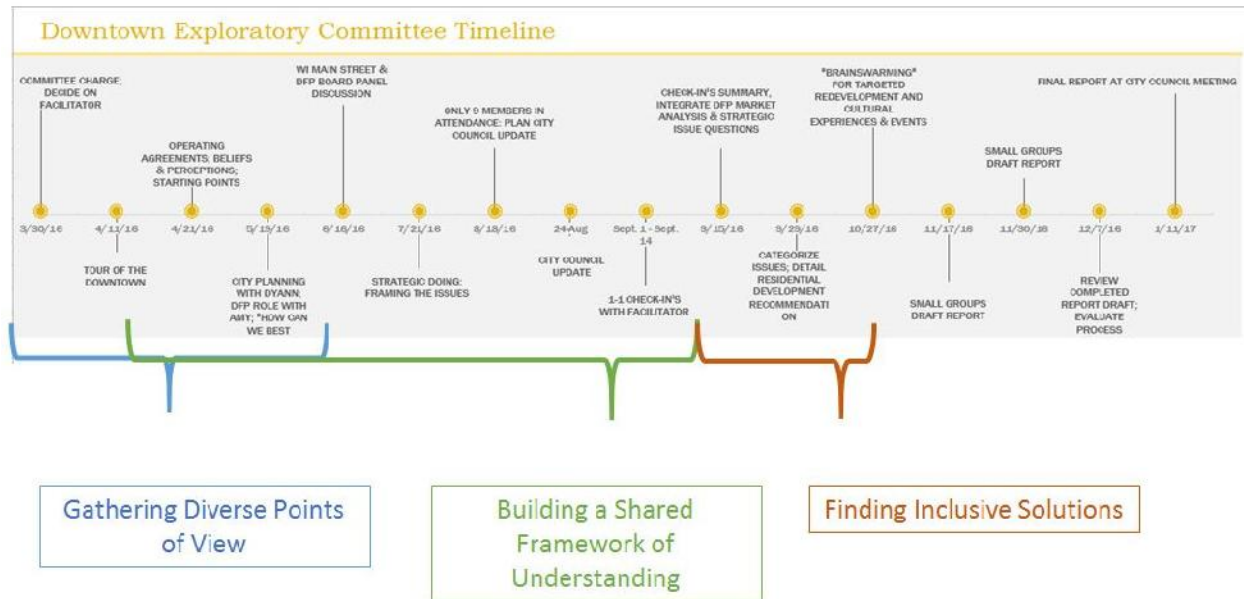 Downtown Exploratory Committee Timeline
COMMITTEE CHARGE;
DECIDE ON
FACILITATOR
OPERATING
AGREEMENTS; BELIEFS
& PERCEPTIONS;
STARTING POINTS
WI MAIN STREET &
DFP BOARD PANEL
DISCUSSION
ONLY 9 MEMBERS IN
ATTENDANCE: PLAN CITY
COUNCIL UPDATE
CHECK-IN'S SUMMARY,
INTEGRATE DFP MARKET
ANALYSIS & STRATEGIC
ISSUE QUESTIONS
"BRAINSWARMING"
FOR TARGETED
REDEVELOPMENT AND
CULTURAL
EXPERIENCES & EVENTS
SMALL GROUPS
DRAFT REPORT
FINAL REPORT AT CITY COUNCIL MEETING
3/30/16
4/11/16
4/21/16
5/19/16
6/16/16
7/21/16
8/18/16
24-Aug
Sept. 1 - Sept.
14
9/15/16
9/29/16
10/27/16
11/17/16
11/30/16
12/7/16
1/11/17
TOUR OF THE
DOWNTOWN
CITY PLANNING
WITH DYANN;
DFP ROLE WITH
AMY; "HOW CAN
WE BEST
STRATEGIC DOING:
FRAMING THE ISSUES
CITY COUNCIL
UPDATE
1-1 CHECK-IN'S
WITH FACILITATOR
CATEGORIZE
ISSUES; DETAIL
RESIDENTIAL
DEVELOPMENT
RECOMMENDATI
ON
SMALL GROUPS
DRAFT REPORT
REVIEW
COMPLETED
REPORT DRAFT;
EVALUATE
PROCESS
Gathering Diverse Points
of View
Building a Shared
Framework of
Understanding
Finding Inclusive Solutions